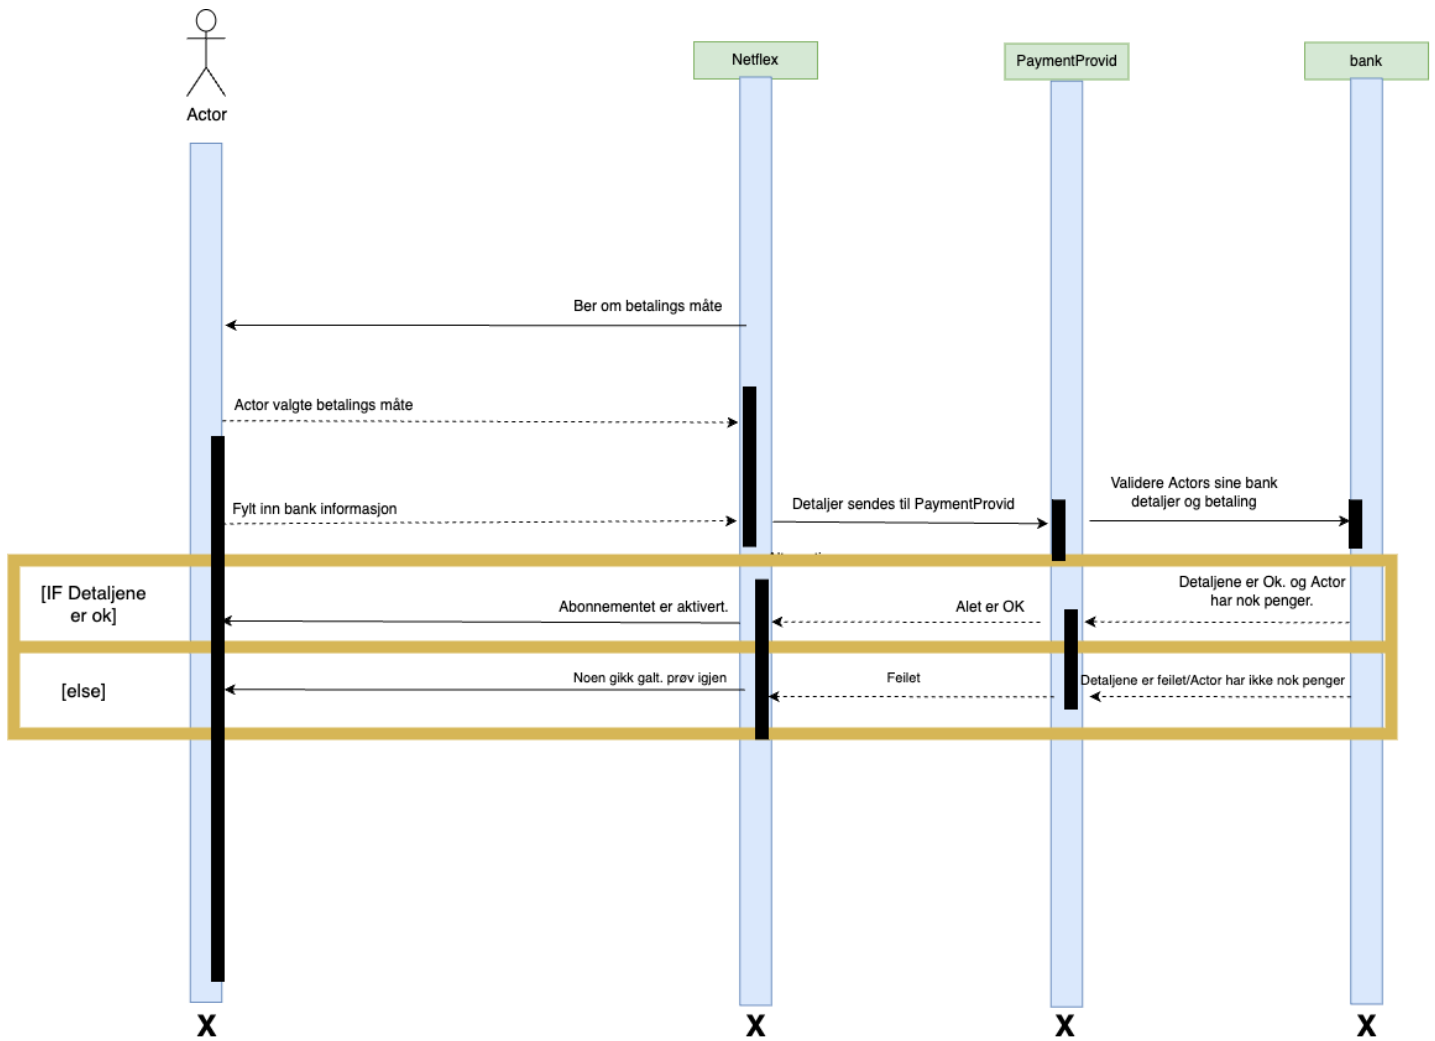 Actor
Netflex
PaymentProvid
bank
Ber om betalings måte
Actor valgte betalings måte
Fylt inn bank informasjon
Detaljer sendes til PaymentProvid
Validere Actors sine bank
detaljer og betaling
[IF Detaljene
er ok]
Abonnementet er aktivert.
Alet er OK
Detaljene er Ok. og Actor
har nok penger.
[else]
Noen gikk galt. prøv igjen
Feilet
Detaljene er feilet/Actor har ikke nok penger
X
X
X
X